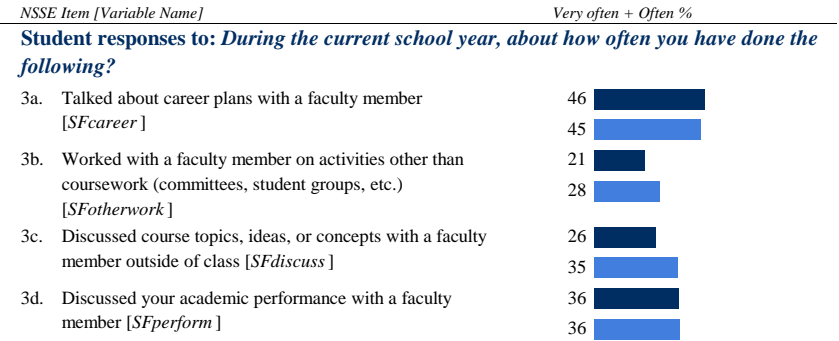 NSSE Item [Variable Name] Very often + Often %
Student responses to: During the current school year, about how often you have done the
following?
3a. Talked about career plans with a faculty member 46
[SFcareer ] 45
3b. Worked with a faculty member on activities other than 21
coursework (committees, student groups, etc.) 28
[SFotherwork ]
3c. Discussed course topics, ideas, or concepts with a faculty 26
member outside of class [SFdiscuss ] 35
3d. Discussed your academic performance with a faculty 36
member [SFperform ] 36